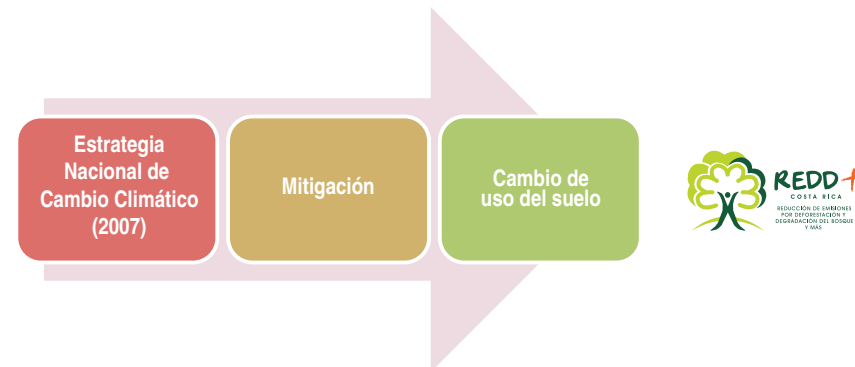 Estrategia
Nacional de
Cambio Climático
(2007)
Mitigación
Cambio de
uso del suelo
REDD+
COSTA RICA
REDUCCIÓN DE EMISIONES
POR DEFORESTACIÓN Y
DEGRADACIÓN DEL BOSQUE
Y MÁS